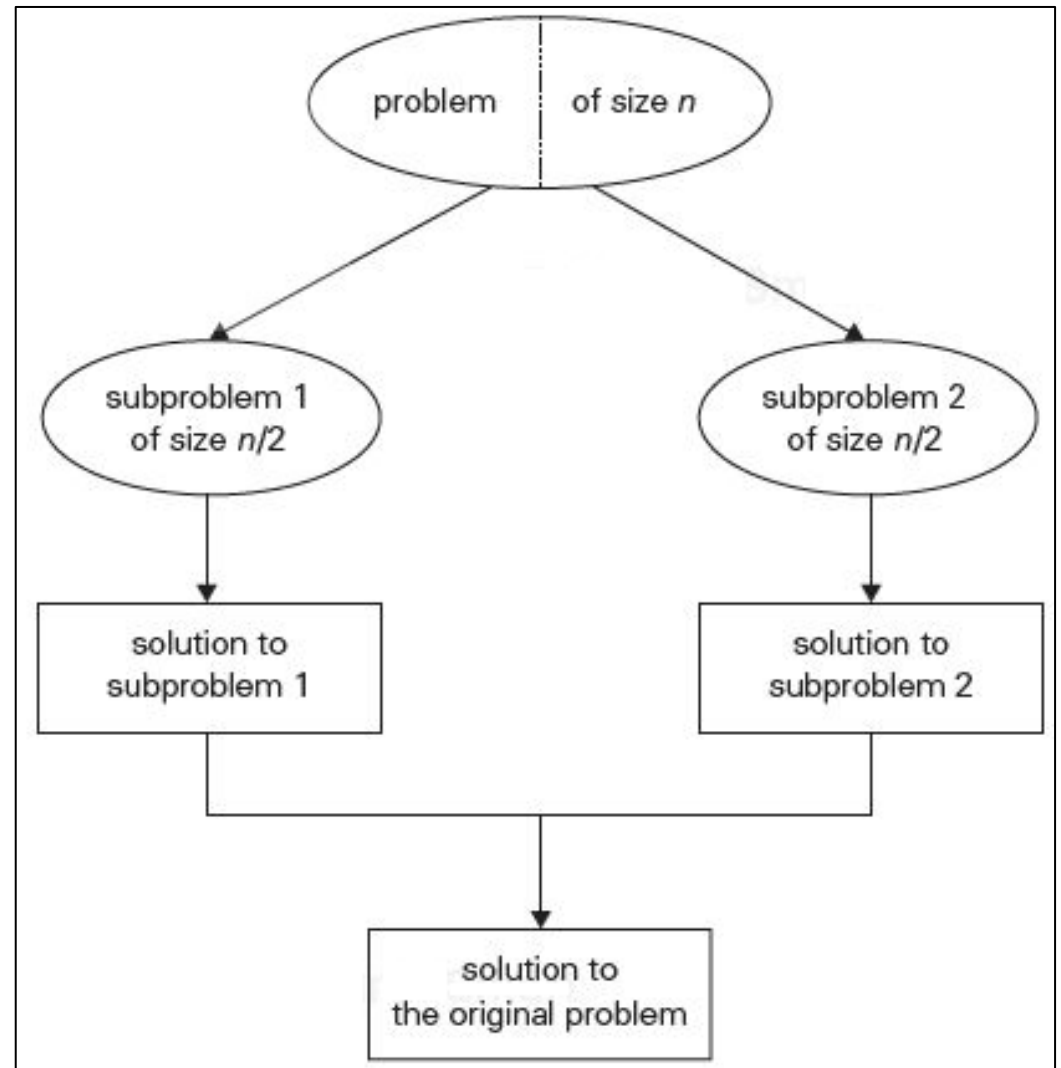 problem of size n
subproblem 1
of size n/2
subproblem 2
of size n/2
solution to
subproblem 1
solution to
subproblem 2
solution to
the original problem